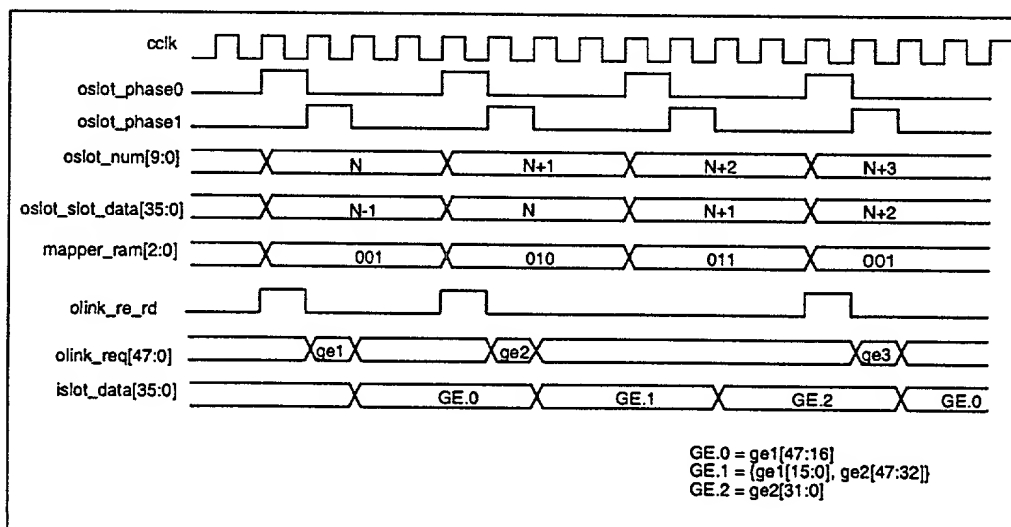 cclk
oslot_phase0
oslot_phase1
oslot_num[9:0] N N+1 N+2 N+3
oslot_slot_data[35:0] N-1 N N+1 N+2
mapper_ram[2:0] 001 010 011 001
olink_re_rd
olink_req[47:0] ge1 ge2 ge3
islot_data[35:0] GE.0 GE.1 GE.2 GE.0
GE.0 = ge1[47:16]
GE.1 = {ge1[15:0], ge2[47:32]}
GE.2 = ge2[31:0]